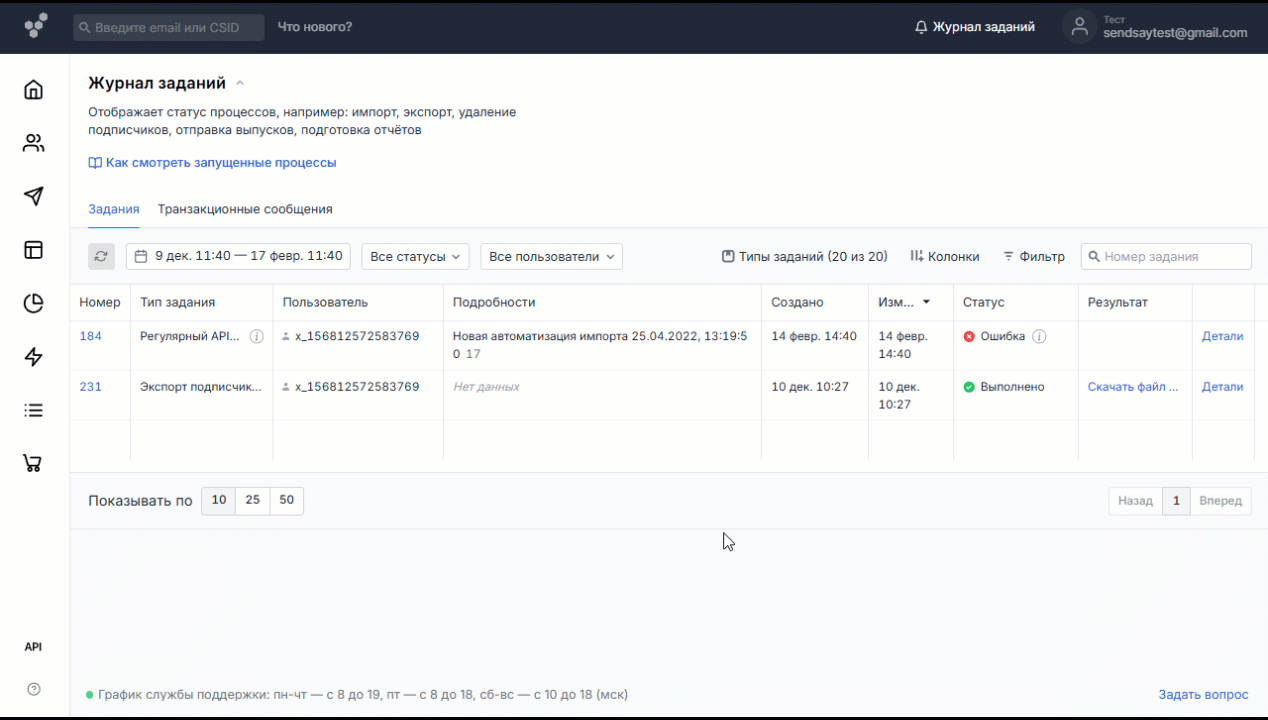 Введите email или CSID
Что нового?
Журнал заданий
Тест
sendsaytest@gmail.com
Журнал заданий
Отображает статус процессов, например: импорт, экспорт, удаление
подписчиков, отправка выпусков, подготовка отчётов
Как смотреть запущенные процессы
Задания Транзакционные сообщения
9 дек. 11:40 — 17 февр. 11:40 Все статусы Все пользователи Типы заданий (20 из 20) Колонки Фильтр Номер задания
Номер Тип задания Пользователь Подробности Создано Изм... Статус Результат
184 Регулярный API... x_156812572583769 Новая автоматизация импорта 25.04.2022, 13:19:5 14 февр. 14:40 14 февр. Ошибка Детали
0 17 14:40
231 Экспорт подписчик... x_156812572583769 Нет данных 10 дек. 10:27 10 дек. Выполнено Скачать файл ... Детали
10:27
Показывать по 10 25 50 Назад 1 Вперед
API
График службы поддержки: пн-чт — с 8 до 19, пт — с 8 до 18, сб-вс — с 10 до 18 (мск) Задать вопрос